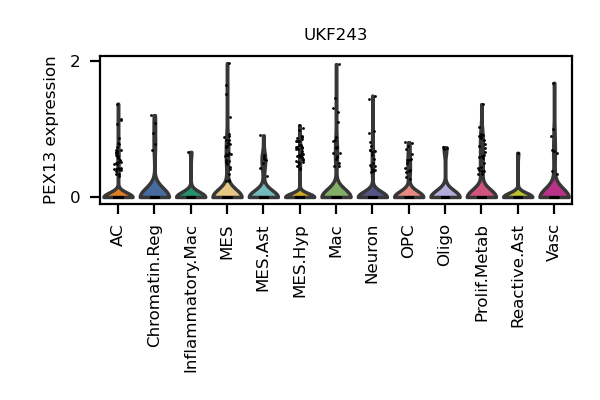 UKF243
PEX13 expression
2
0
AC
Chromatin.Reg
Inflammatory.Mac
MES
MES.Ast
MES.Hyp
Mac
Neuron
OPC
Oligo
Prolif.Metab
Reactive.Ast
Vasc